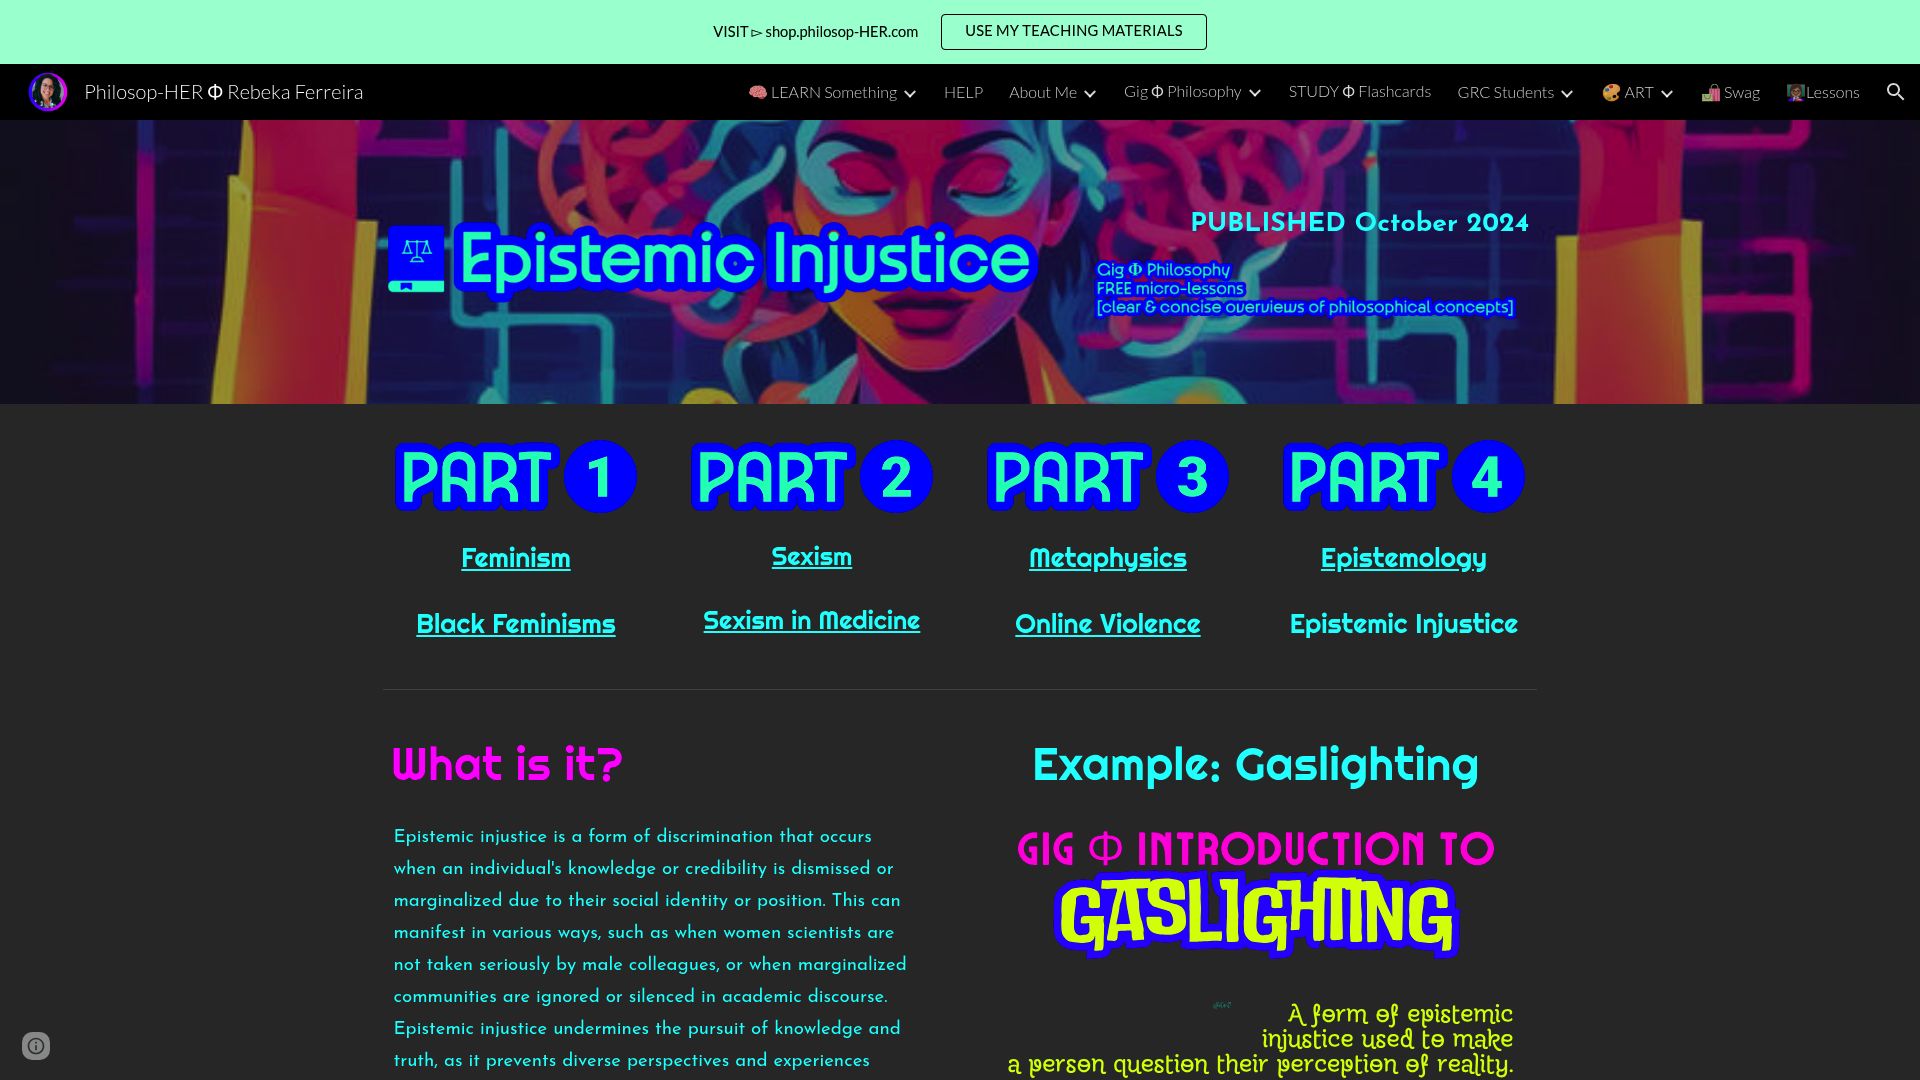 VISIT ▻ shop.philosop-HER.com
USE MY TEACHING MATERIALS
Philosop-HER Φ Rebeka Ferreira
🧠 LEARN Something
HELP
About Me
Gig Φ Philosophy
STUDY Φ Flashcards
GRC Students
🎨 ART
🛍️ Swag
👩🏾‍🏫Lessons
Epistemic Injustice
PUBLISHED October 2024
Gig Φ Philosophy
FREE micro-lessons
[clear & concise overviews of philosophical concepts]
PART 1
PART 2
PART 3
PART 4
Feminism
Sexism
Metaphysics
Epistemology
Black Feminisms
Sexism in Medicine
Online Violence
Epistemic Injustice
What is it?
Epistemic injustice is a form of discrimination that occurs
when an individual's knowledge or credibility is dismissed or
marginalized due to their social identity or position. This can
manifest in various ways, such as when women scientists are
not taken seriously by male colleagues, or when marginalized
communities are ignored or silenced in academic discourse.
Epistemic injustice undermines the pursuit of knowledge and
truth, as it prevents diverse perspectives and experiences
Example: Gaslighting
GIG Φ INTRODUCTION TO
GASLIGHTING
A form of epistemic
injustice used to make
a person question their perception of reality.